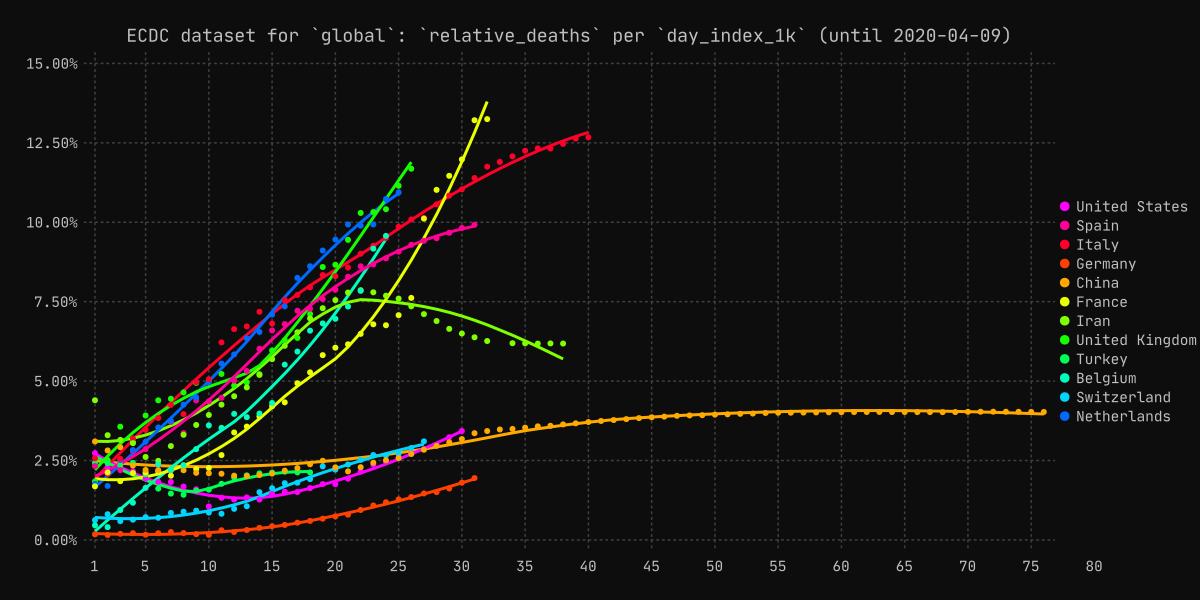 ECDC dataset for `global`: `relative_deaths` per `day_index_1k` (until 2020-04-09)
15.00%
12.50%
10.00%
7.50%
5.00%
2.50%
0.00%
1 5 10 15 20 25 30 35 40 45 50 55 60 65 70 75 80
United States
Spain
Italy
Germany
China
France
Iran
United Kingdom
Turkey
Belgium
Switzerland
Netherlands